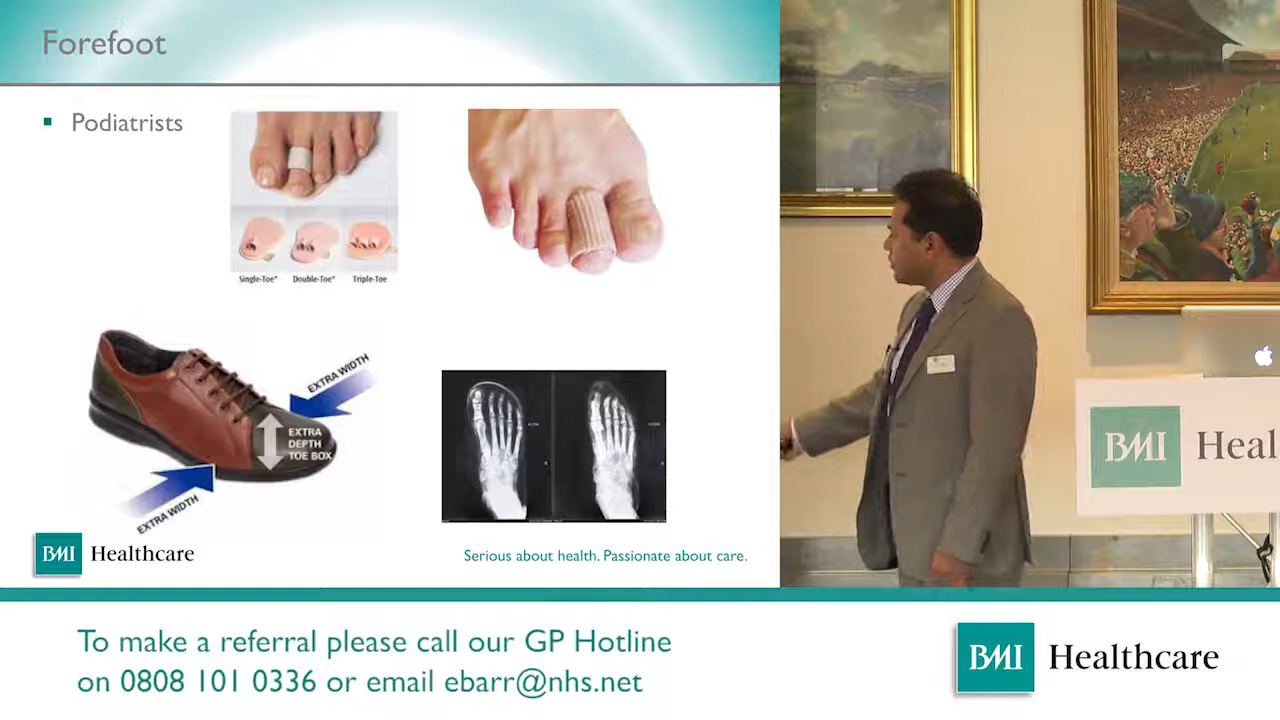 Forefoot
Podiatrists
Single-Toe* Double-Toe* Triple-Toe
EXTRA WIDTH
EXTRA
DEPTH
TOE BOX
EXTRA WIDTH
BMI Healthcare
Serious about health. Passionate about care.
BMI Heal
To make a referral please call our GP Hotline
on 0808 101 0336 or email ebarr@nhs.net
BMI Healthcare